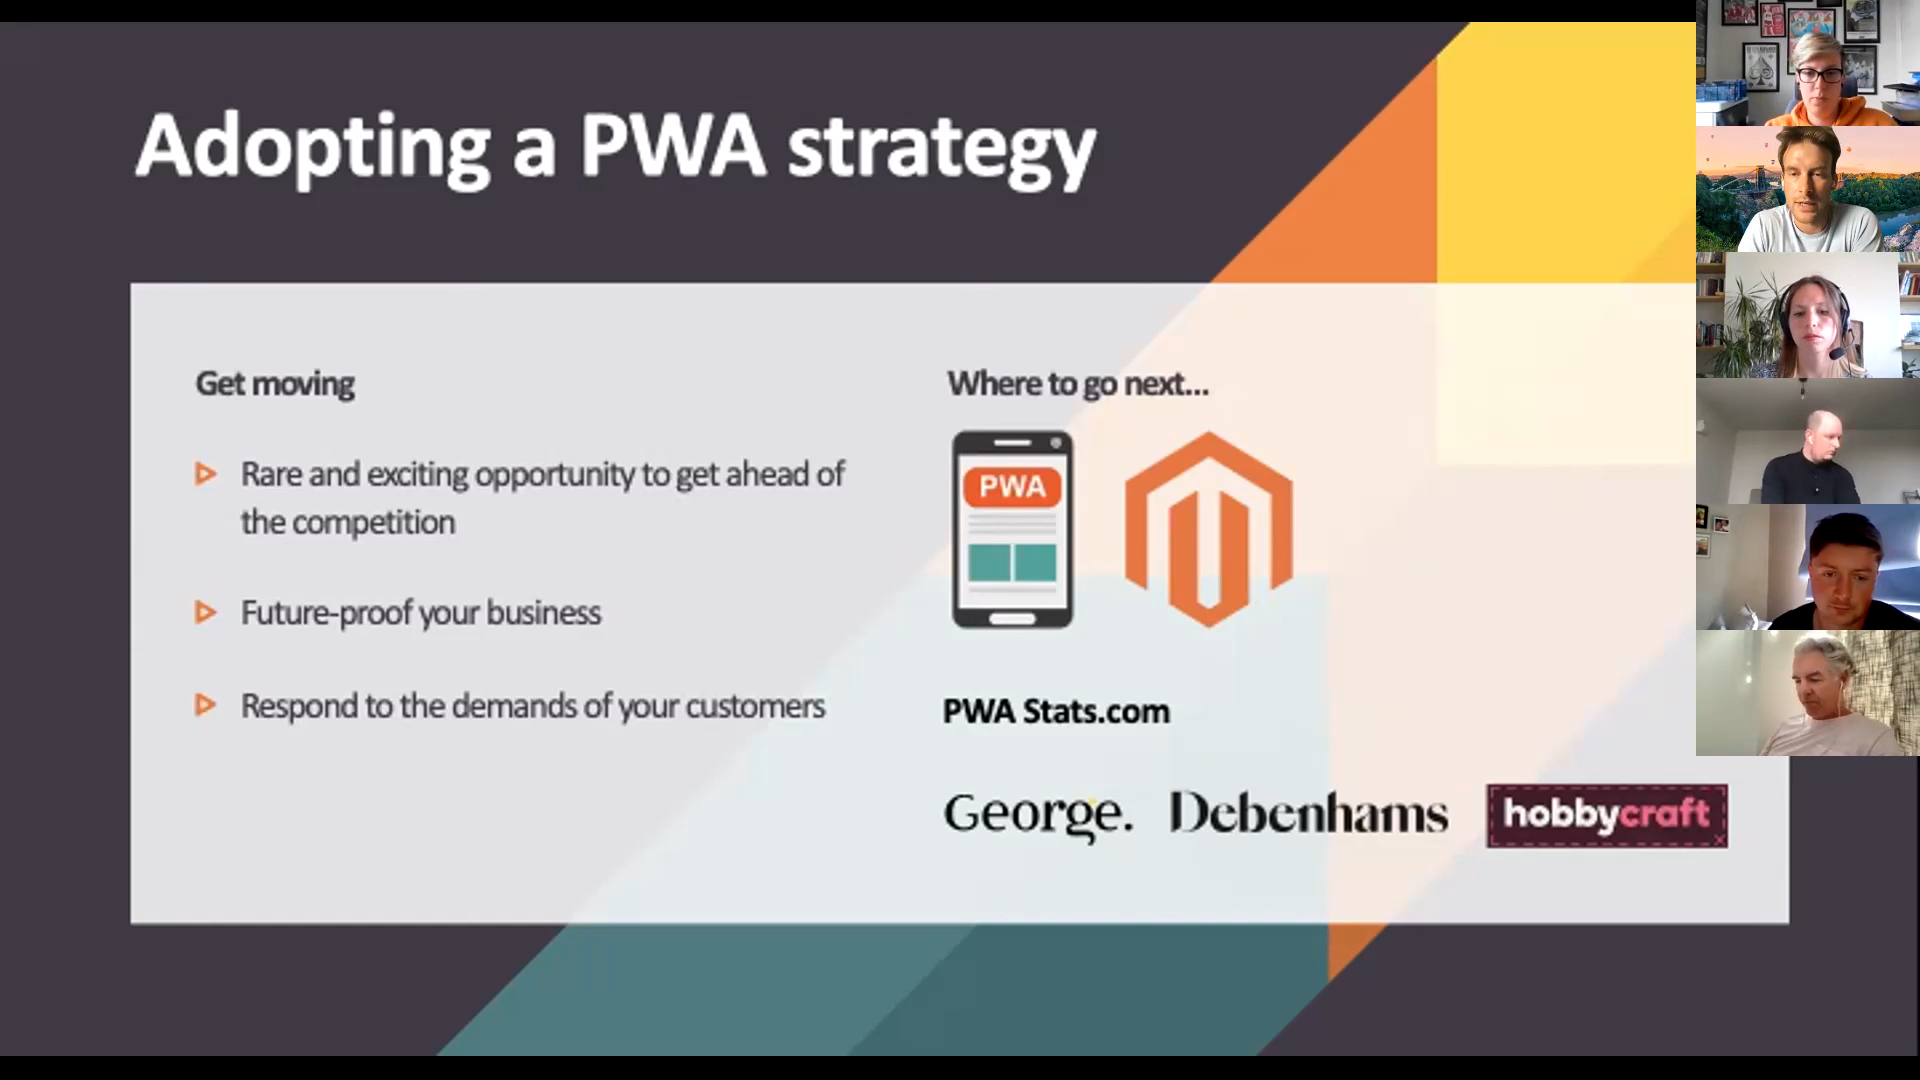 Adopting a PWA strategy
Get moving
Rare and exciting opportunity to get ahead of
the competition
Future-proof your business
Respond to the demands of your customers
Where to go next...
PWA
PWA Stats.com
George. Debenhams hobbycraft